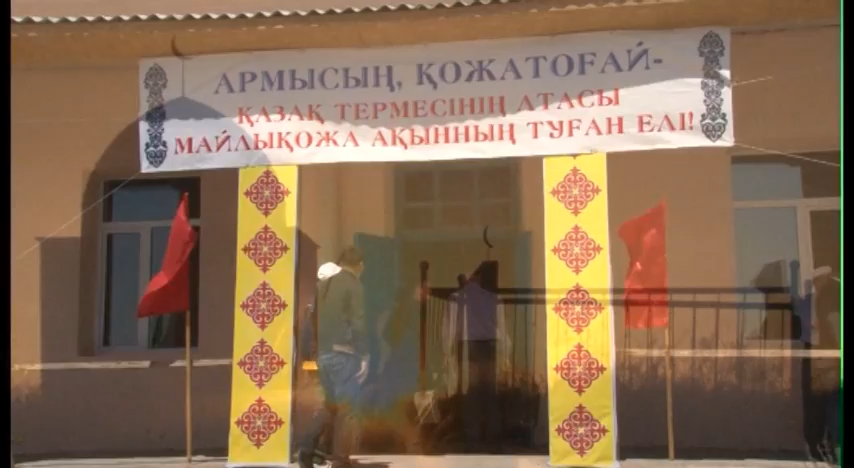 АРМЫСЫҢ, ҚОЖАТОҒАЙ-
ҚАЗАҚ ТЕРМЕСІНІҢ АТАСЫ
МАЙЛЫҚОЖА АҚЫННЫҢ ТУҒАН ЕЛІ!